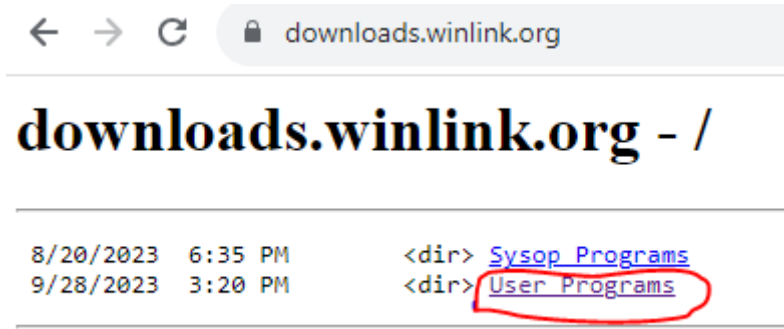 downloads.winlink.org
downloads.winlink.org - /
8/20/2023 6:35 PM <dir> Sysop Programs
9/28/2023 3:20 PM <dir> User Programs